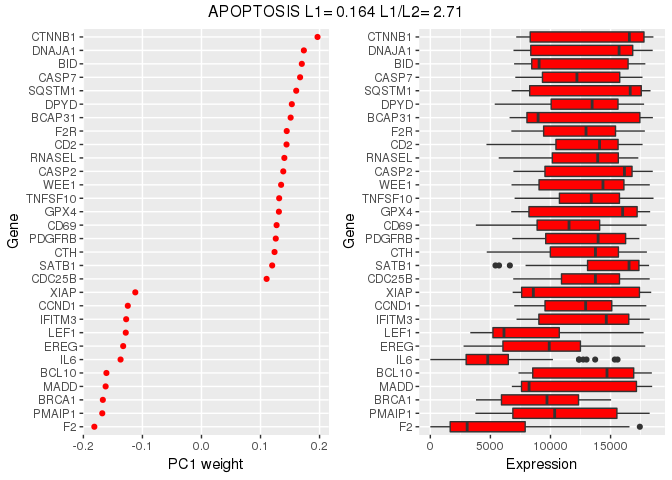 APOPTOSIS L1= 0.164 L1/L2= 2.71
Gene
CTNNB1
DNAJA1
BID
CASP7
SQSTM1
DPYD
BCAP31
F2R
CD2
RNASEL
CASP2
WEE1
TNFSF10
GPX4
CD69
PDGFRB
CTH
SATB1
CDC25B
XIAP
CCND1
IFITM3
LEF1
EREG
IL6
BCL10
MADD
BRCA1
PMAIP1
F2
-0.2 -0.1 0.0 0.1 0.2
PC1 weight
Gene
CTNNB1
DNAJA1
BID
CASP7
SQSTM1
DPYD
BCAP31
F2R
CD2
RNASEL
CASP2
WEE1
TNFSF10
GPX4
CD69
PDGFRB
CTH
SATB1
CDC25B
XIAP
CCND1
IFITM3
LEF1
EREG
IL6
BCL10
MADD
BRCA1
PMAIP1
F2
0 5000 10000 15000
Expression